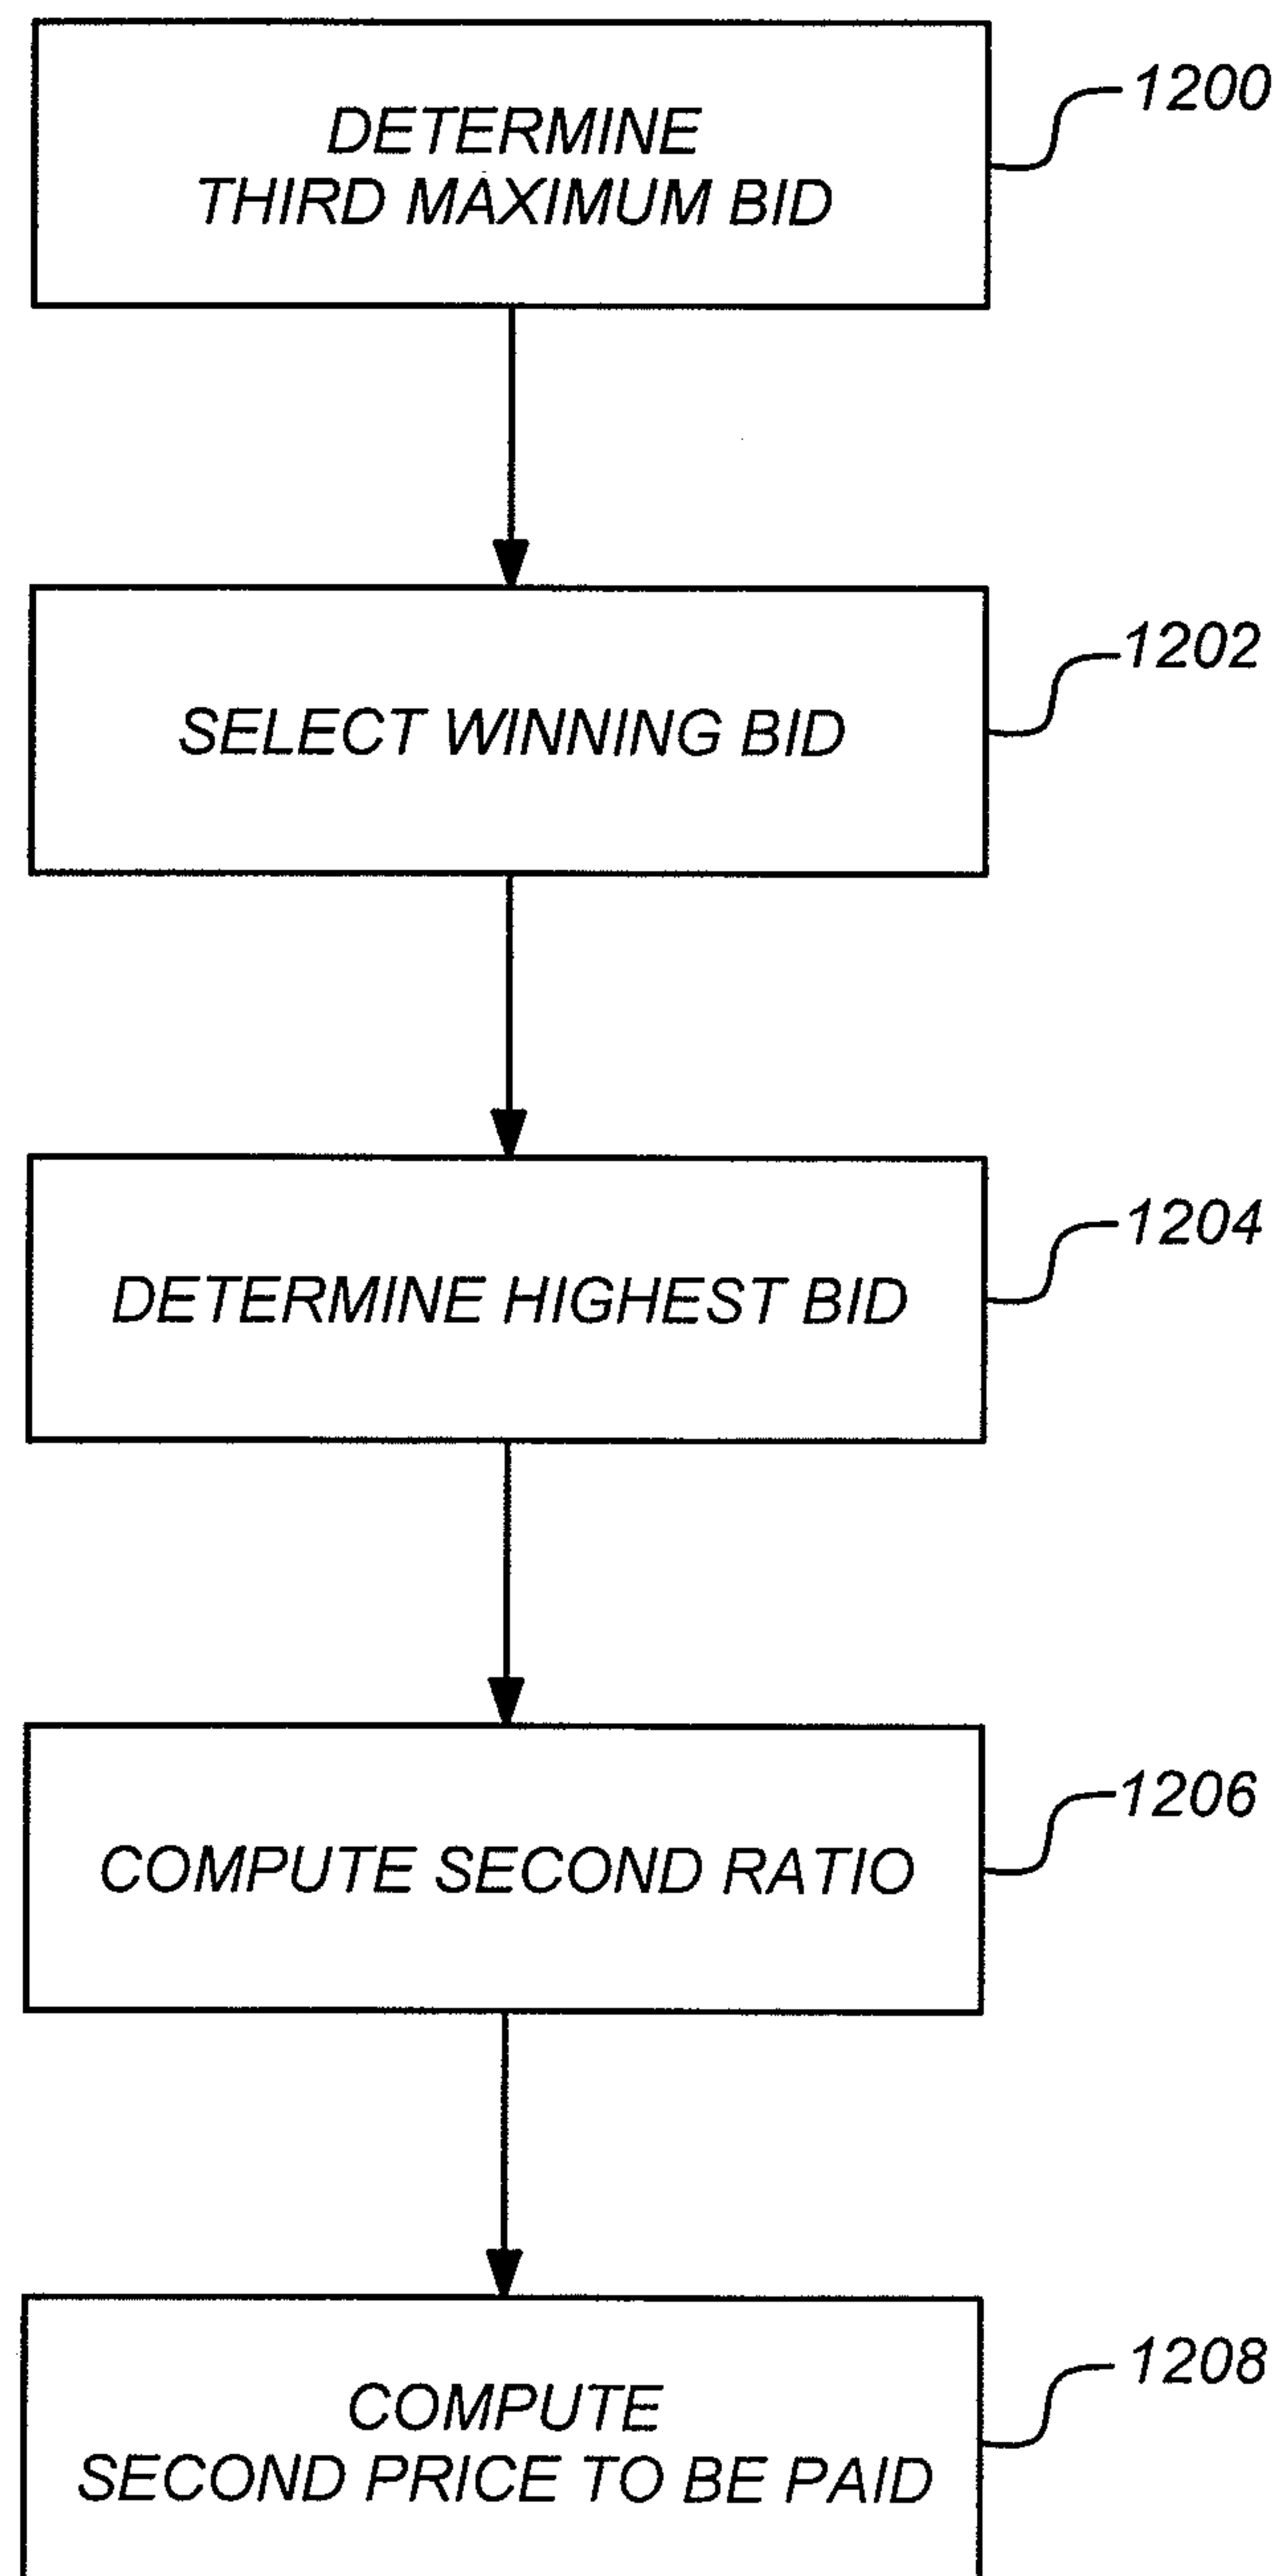 DETERMINE
THIRD MAXIMUM BID
1200
SELECT WINNING BID
1202
DETERMINE HIGHEST BID
1204
COMPUTE SECOND RATIO
1206
COMPUTE
SECOND PRICE TO BE PAID
1208